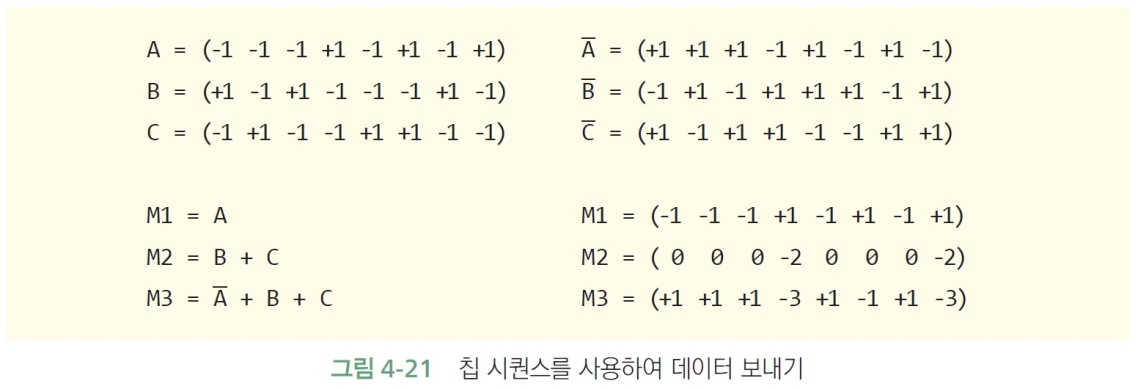 A = (-1 -1 -1 +1 -1 +1 -1 +1) A̅ = (+1 +1 +1 -1 +1 -1 +1 -1)
B = (+1 -1 +1 -1 -1 -1 +1 -1) B̅ = (-1 +1 -1 +1 +1 +1 -1 +1)
C = (-1 +1 -1 -1 +1 +1 -1 -1) C̅ = (+1 -1 +1 +1 -1 -1 +1 +1)
M1 = A M1 = (-1 -1 -1 +1 -1 +1 -1 +1)
M2 = B + C M2 = ( 0 0 0 -2 0 0 0 -2)
M3 = A̅ + B + C M3 = (+1 +1 +1 -3 +1 -1 +1 -3)
그림 4-21 칩 시퀀스를 사용하여 데이터 보내기